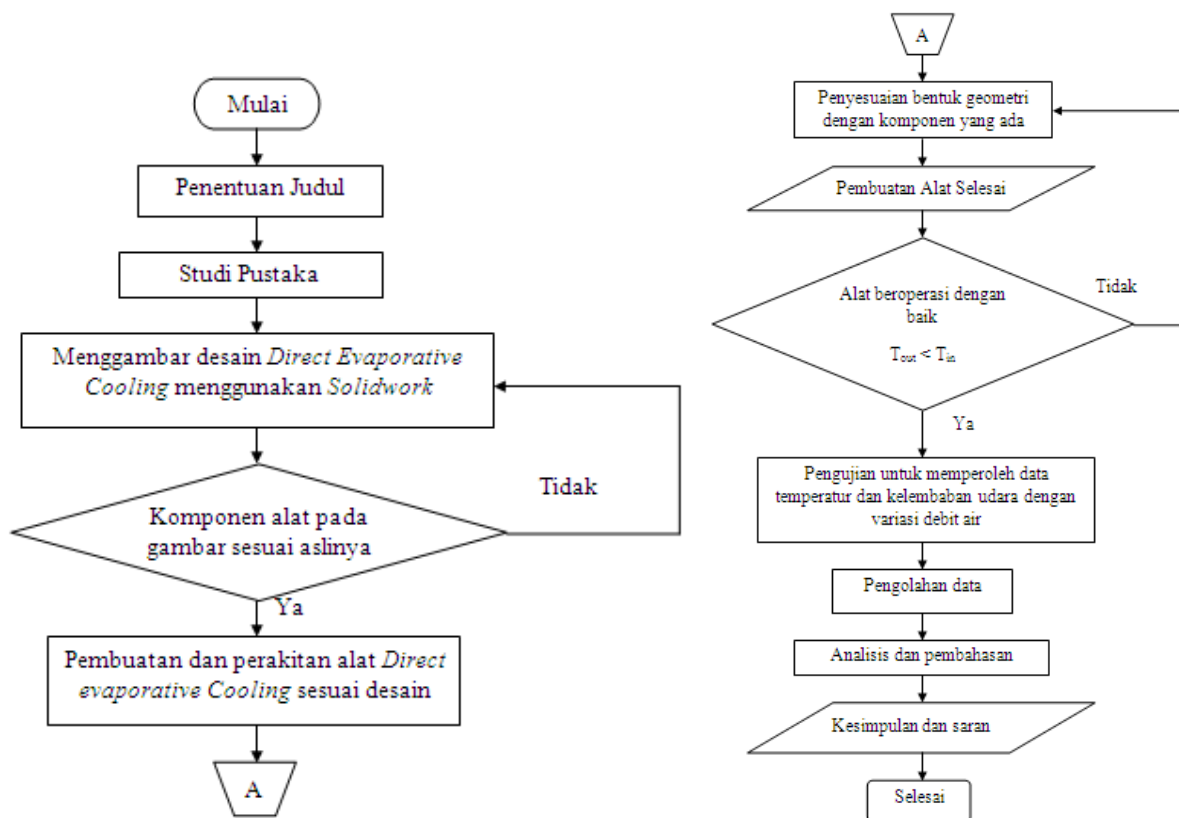 Mulai
Penentuan Judul
Studi Pustaka
Menggambar desain Direct Evaporative
Cooling menggunakan Solidwork
Tidak
Komponen alat pada
gambar sesuai aslinya
Ya
Pembuatan dan perakitan alat Direct
evaporative Cooling sesuai desain
A
A
Penyesuaian bentuk geometri
dengan komponen yang ada
Pembuatan Alat Selesai
Tidak
Alat beroperasi dengan
baik
Tout < Tin
Ya
Pengujian untuk memperoleh data
temperatur dan kelembaban udara dengan
variasi debit air
Pengolahan data
Analisis dan pembahasan
Kesimpulan dan saran
Selesai